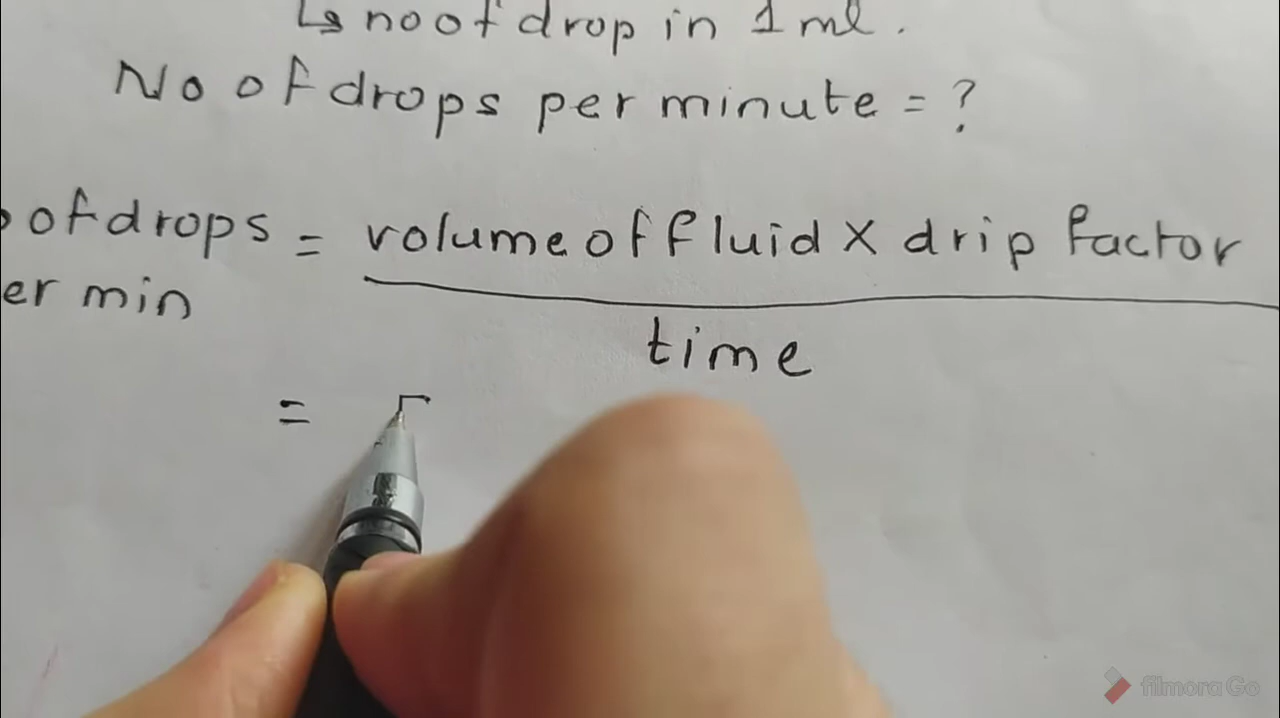 ↳ no of drop in 1 ml.
No of drops per minute = ?
o of drops = volume of fluid X drip factor
er min
time
=
filmora Go